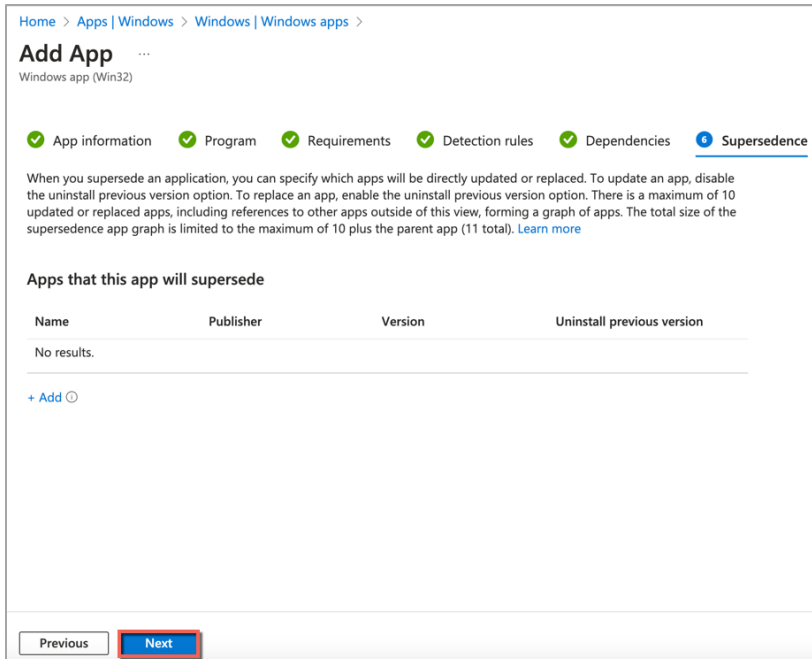 Home > Apps | Windows > Windows | Windows apps >
Add App ...
Windows app (Win32)
App information Program Requirements Detection rules Dependencies 6 Supersedence
When you supersede an application, you can specify which apps will be directly updated or replaced. To update an app, disable
the uninstall previous version option. To replace an app, enable the uninstall previous version option. There is a maximum of 10
updated or replaced apps, including references to other apps outside of this view, forming a graph of apps. The total size of the
supersedence app graph is limited to the maximum of 10 plus the parent app (11 total). Learn more
Apps that this app will supersede
Name Publisher Version Uninstall previous version
No results.
+ Add
Previous Next